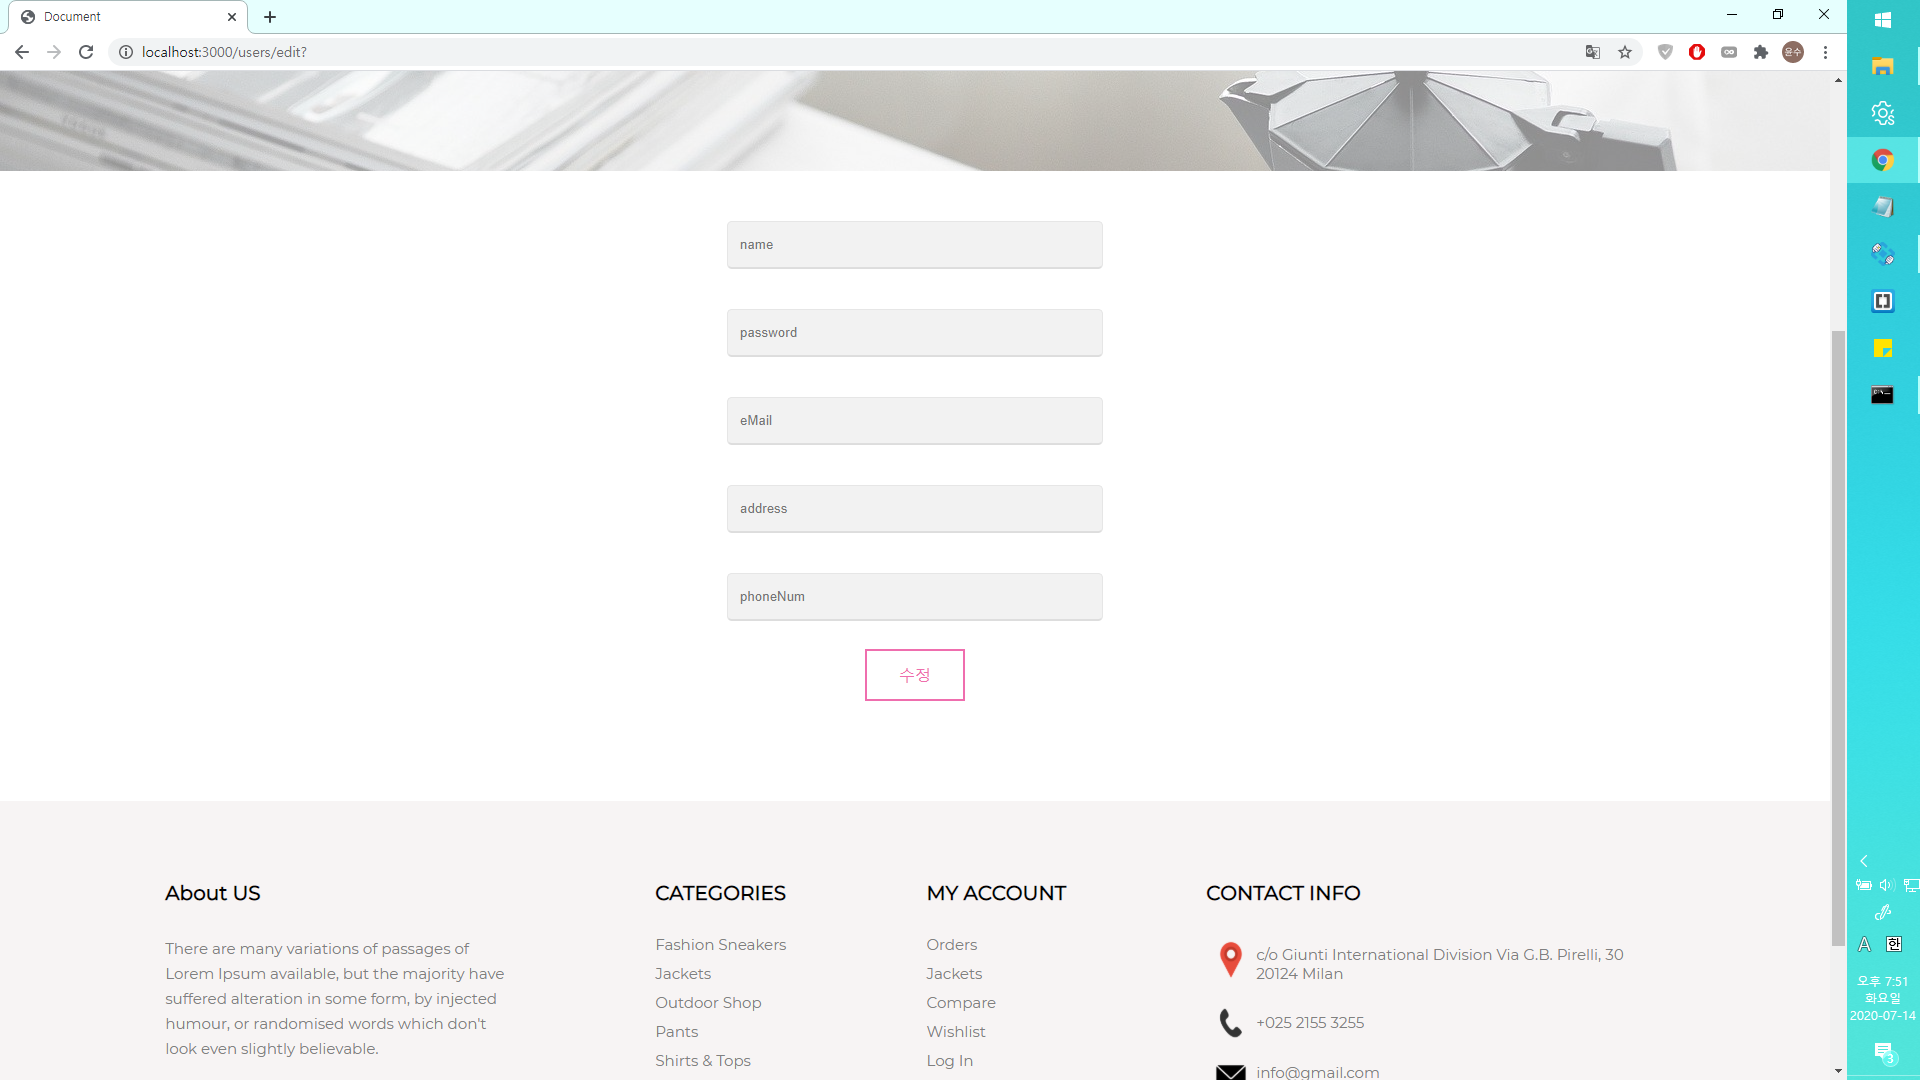 Document
localhost:3000/users/edit?
윤수
name
password
eMail
address
phoneNum
수정
About US
There are many variations of passages of
Lorem Ipsum available, but the majority have
suffered alteration in some form, by injected
humour, or randomised words which don't
look even slightly believable.
CATEGORIES
Fashion Sneakers
Jackets
Outdoor Shop
Pants
Shirts & Tops
MY ACCOUNT
Orders
Jackets
Compare
Wishlist
Log In
CONTACT INFO
c/o Giunti International Division Via G.B. Pirelli, 30
20124 Milan
+025 2155 3255
info@gmail.com
A 한
오후 7:51
화요일
2020-07-14
3